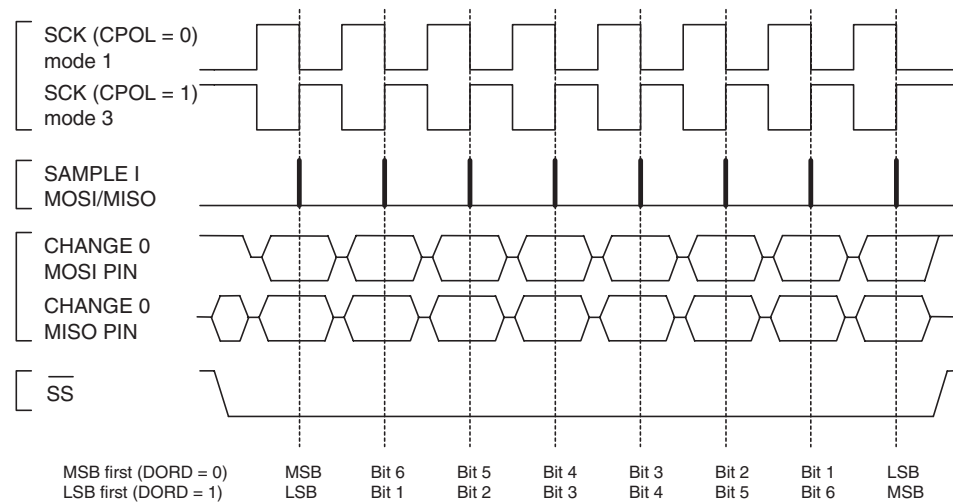 SCK (CPOL = 0)
mode 1
SCK (CPOL = 1)
mode 3
SAMPLE I
MOSI/MISO
CHANGE 0
MOSI PIN
CHANGE 0
MISO PIN
SS
MSB first (DORD = 0) MSB Bit 6 Bit 5 Bit 4 Bit 3 Bit 2 Bit 1 LSB
LSB first (DORD = 1) LSB Bit 1 Bit 2 Bit 3 Bit 4 Bit 5 Bit 6 MSB